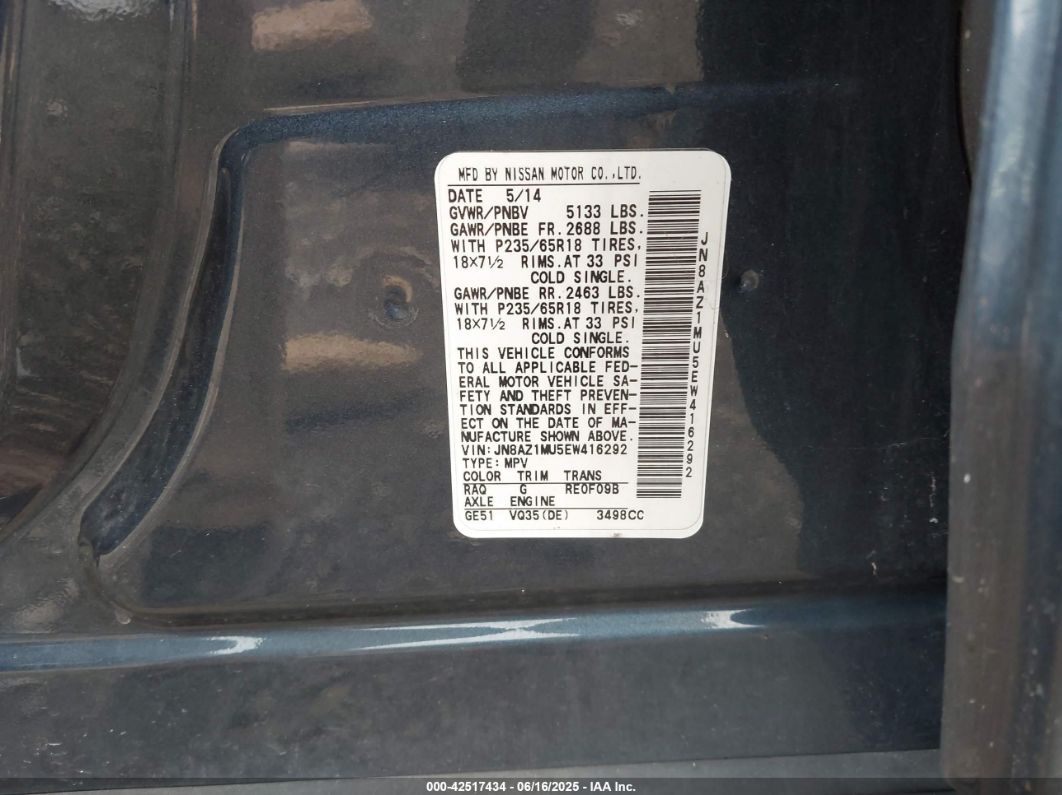 MFD BY NISSAN MOTOR CO.,LTD.
DATE 5/14
GVWR/PNBV 5133 LBS.
GAWR/PNBE FR.2688 LBS.
WITH P235/65R18 TIRES,
18×7½ RIMS.AT 33 PSI
COLD SINGLE.
GAWR/PNBE RR.2463 LBS.
WITH P235/65R18 TIRES,
18×7½ RIMS.AT 33 PSI
COLD SINGLE.
THIS VEHICLE CONFORMS
TO ALL APPLICABLE FED-
ERAL MOTOR VEHICLE SA-
FETY AND THEFT PREVEN-
TION STANDARDS IN EFF-
ECT ON THE DATE OF MA-
NUFACTURE SHOWN ABOVE.
VIN:JN8AZ1MU5EW416292
TYPE:MPV
COLOR TRIM TRANS
RAQ G RE0F09B
AXLE ENGINE
GE51 VQ35(DE) 3498CC
JN8AZ1MU5EW416292
000-42517434 - 06/16/2025 - IAA Inc.